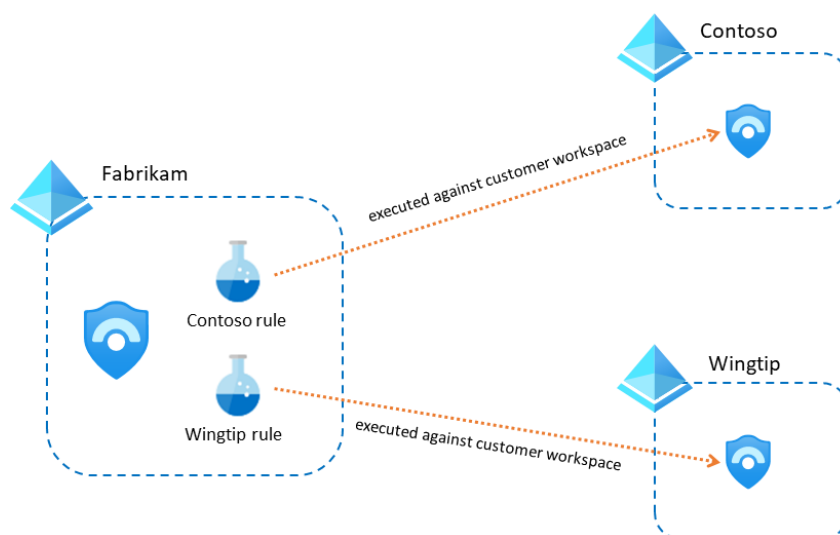 Contoso
executed against customer workspace
Fabrikam
Contoso rule
Wingtip
Wingtip rule
executed against customer workspace